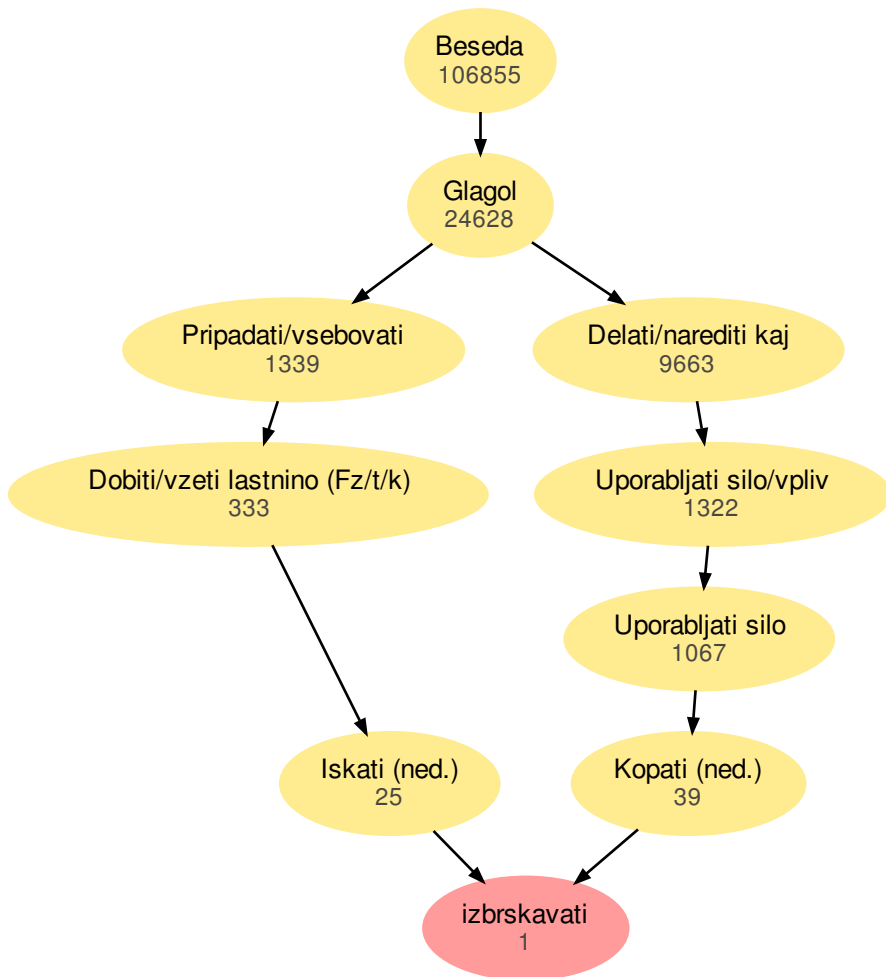 Beseda
106855
Glagol
24628
Pripadati/vsebovati
1339
Delati/narediti kaj
9663
Dobiti/vzeti lastnino (Fz/t/k)
333
Uporabljati silo/vpliv
1322
Uporabljati silo
1067
Iskati (ned.)
25
Kopati (ned.)
39
izbrskavati
1